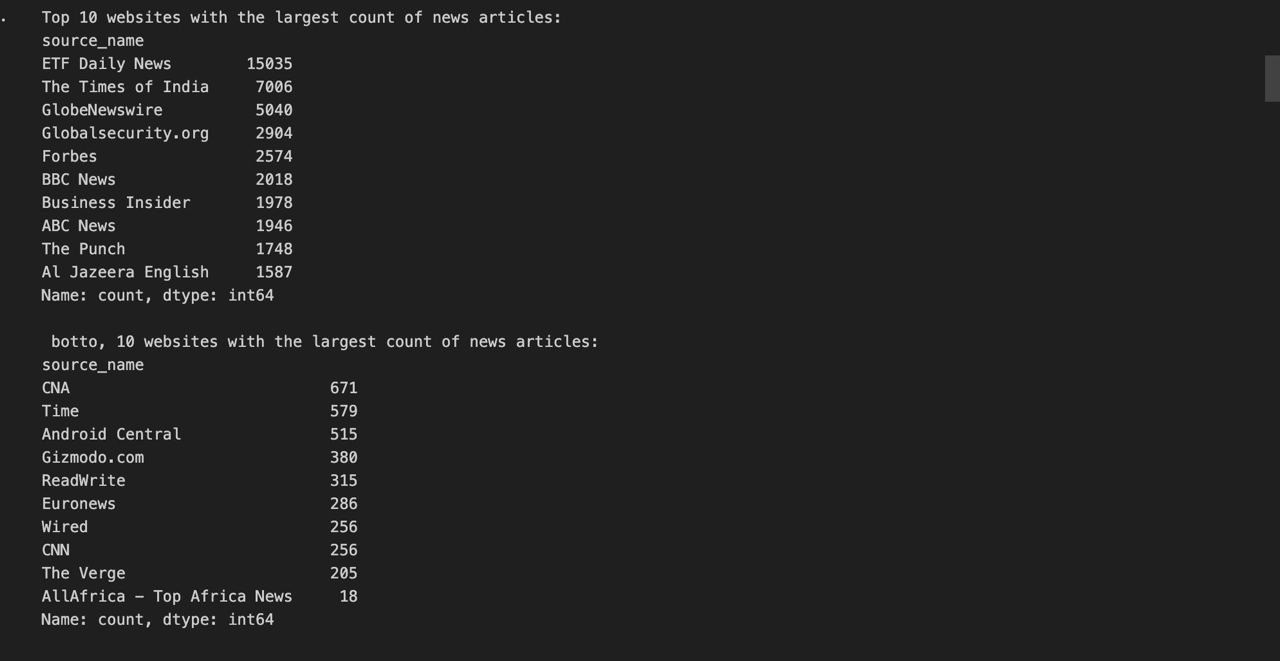 Top 10 websites with the largest count of news articles:
source_name
ETF Daily News        15035
The Times of India     7006
GlobeNewswire          5040
Globalsecurity.org     2904
Forbes                 2574
BBC News               2018
Business Insider       1978
ABC News               1946
The Punch              1748
Al Jazeera English     1587
Name: count, dtype: int64
botto, 10 websites with the largest count of news articles:
source_name
CNA                            671
Time                           579
Android Central                515
Gizmodo.com                    380
ReadWrite                      315
Euronews                       286
Wired                          256
CNN                            256
The Verge                      205
AllAfrica – Top Africa News     18
Name: count, dtype: int64